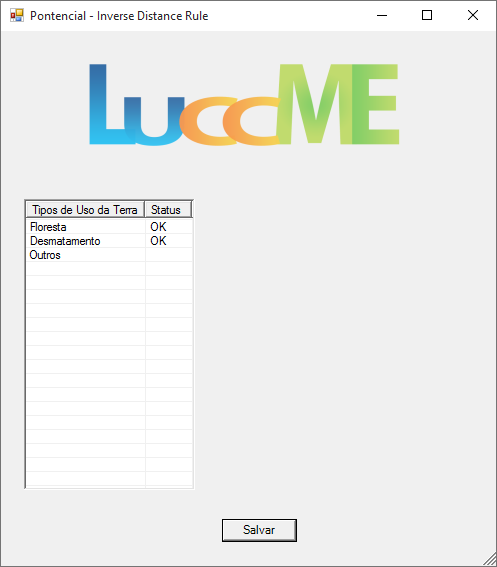 Pontencial - Inverse Distance Rule
LuccME
Tipos de Uso da Terra Status
Floresta OK
Desmatamento OK
Outros
Salvar